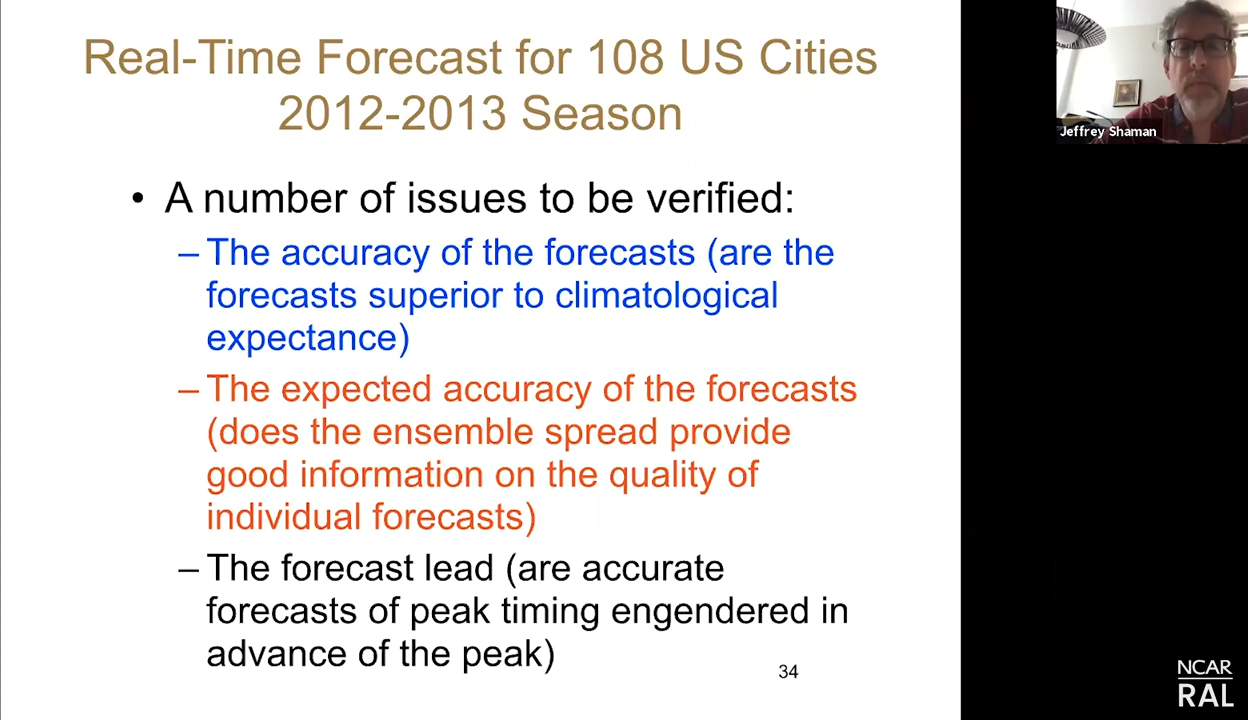 Real-Time Forecast for 108 US Cities
2012-2013 Season
• A number of issues to be verified:
– The accuracy of the forecasts (are the
forecasts superior to climatological
expectance)
– The expected accuracy of the forecasts
(does the ensemble spread provide
good information on the quality of
individual forecasts)
– The forecast lead (are accurate
forecasts of peak timing engendered in
advance of the peak)
34
Jeffrey Shaman
NCAR
RAL